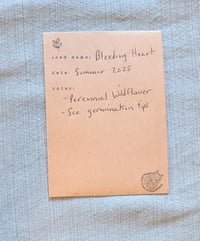 seed name: Bleeding Heart
date: Summer 2025
notes:
- Perennial Wildflower
- See germination tips